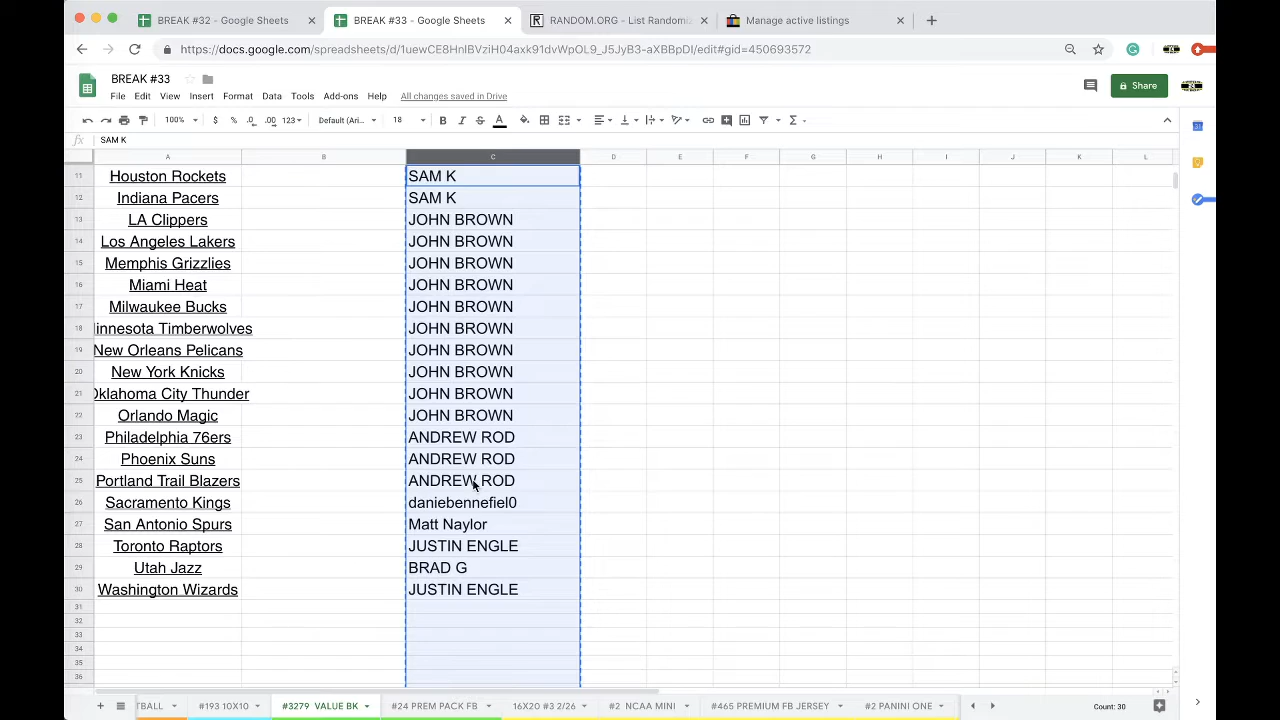 BREAK #32 - Google Sheets
BREAK #33 - Google Sheets
RANDOM.ORG - List Randomi
Manage active listings
https://docs.google.com/spreadsheets/d/1uewCE8HnlBVziH04axk91dvWpOL9_J5JyB3-aXBBpDI/edit#gid=450693572
BREAK #33
File Edit View Insert Format Data Tools Add-ons Help All changes saved in Drive
Share
100% $ % .0 .00 123 Default (Ari... 18 B I S A
fx SAM K
A B C D E F G H I J K L
11 Houston Rockets SAM K
12 Indiana Pacers SAM K
13 LA Clippers JOHN BROWN
14 Los Angeles Lakers JOHN BROWN
15 Memphis Grizzlies JOHN BROWN
16 Miami Heat JOHN BROWN
17 Milwaukee Bucks JOHN BROWN
18 innesota Timberwolves JOHN BROWN
19 New Orleans Pelicans JOHN BROWN
20 New York Knicks JOHN BROWN
21 Oklahoma City Thunder JOHN BROWN
22 Orlando Magic JOHN BROWN
23 Philadelphia 76ers ANDREW ROD
24 Phoenix Suns ANDREW ROD
25 Portland Trail Blazers ANDREW ROD
26 Sacramento Kings daniebennefiel0
27 San Antonio Spurs Matt Naylor
28 Toronto Raptors JUSTIN ENGLE
29 Utah Jazz BRAD G
30 Washington Wizards JUSTIN ENGLE
31
32
33
34
35
36
TBALL #193 10X10 #3279 VALUE BK #24 PREM PACK FB 16X20 #3 2/26 #2 NCAA MINI #465 PREMIUM FB JERSEY #2 PANINI ONE Count: 30